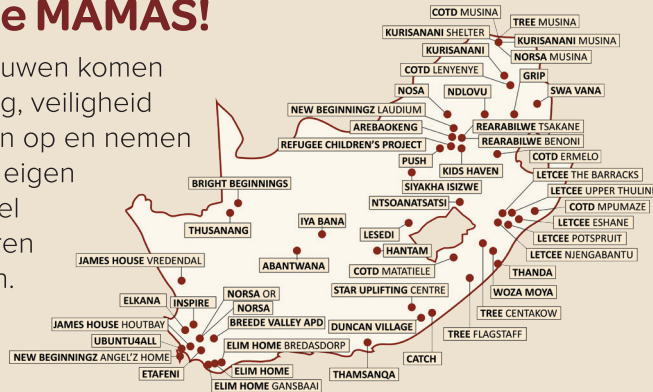 e MAMAS!
uwen komen
g, veiligheid
n op en nemen
eigen
el
ren
n.
COTD MUSINA
TREE MUSINA
KURISANANI SHELTER
KURISANANI MUSINA
KURISANANI
NORSA MUSINA
COTD LENYENYE
GRIP
NOSA
NDLOVU
SWA VANA
NEW BEGINNINGZ LAUDIUM
AREBAOKENG
REARABILWE TSAKANE
REFUGEE CHILDREN'S PROJECT
REARABILWE BENONI
PUSH
COTD ERMELO
KIDS HAVEN
LETCEE THE BARRACKS
BRIGHT BEGINNINGS
SIYAKHA ISIZWE
LETCEE UPPER THULINI
NTSOANATSATSI
COTD MPUMAZE
IYA BANA
LETCEE ESHANE
THUSANANG
LESEDI
LETCEE POTSPRUIT
HANTAM
LETCEE NJENGABANTU
JAMES HOUSE VREDENDAL
ABANTWANA
COTD MATATIELE
THANDA
STAR UPLIFTING CENTRE
WOZA MOYA
ELKANA
INSPIRE
NORSA OR
NORSA
TREE CENTAKOW
JAMES HOUSE HOUTBAY
BREEDE VALLEY APD
DUNCAN VILLAGE
TREE FLAGSTAFF
UBUNTU4ALL
ELIM HOME BREDASDORP
NEW BEGINNINGZ ANGEL'Z HOME
CATCH
ETAFENI
ELIM HOME
THAMSANQA
ELIM HOME GANSBAAI